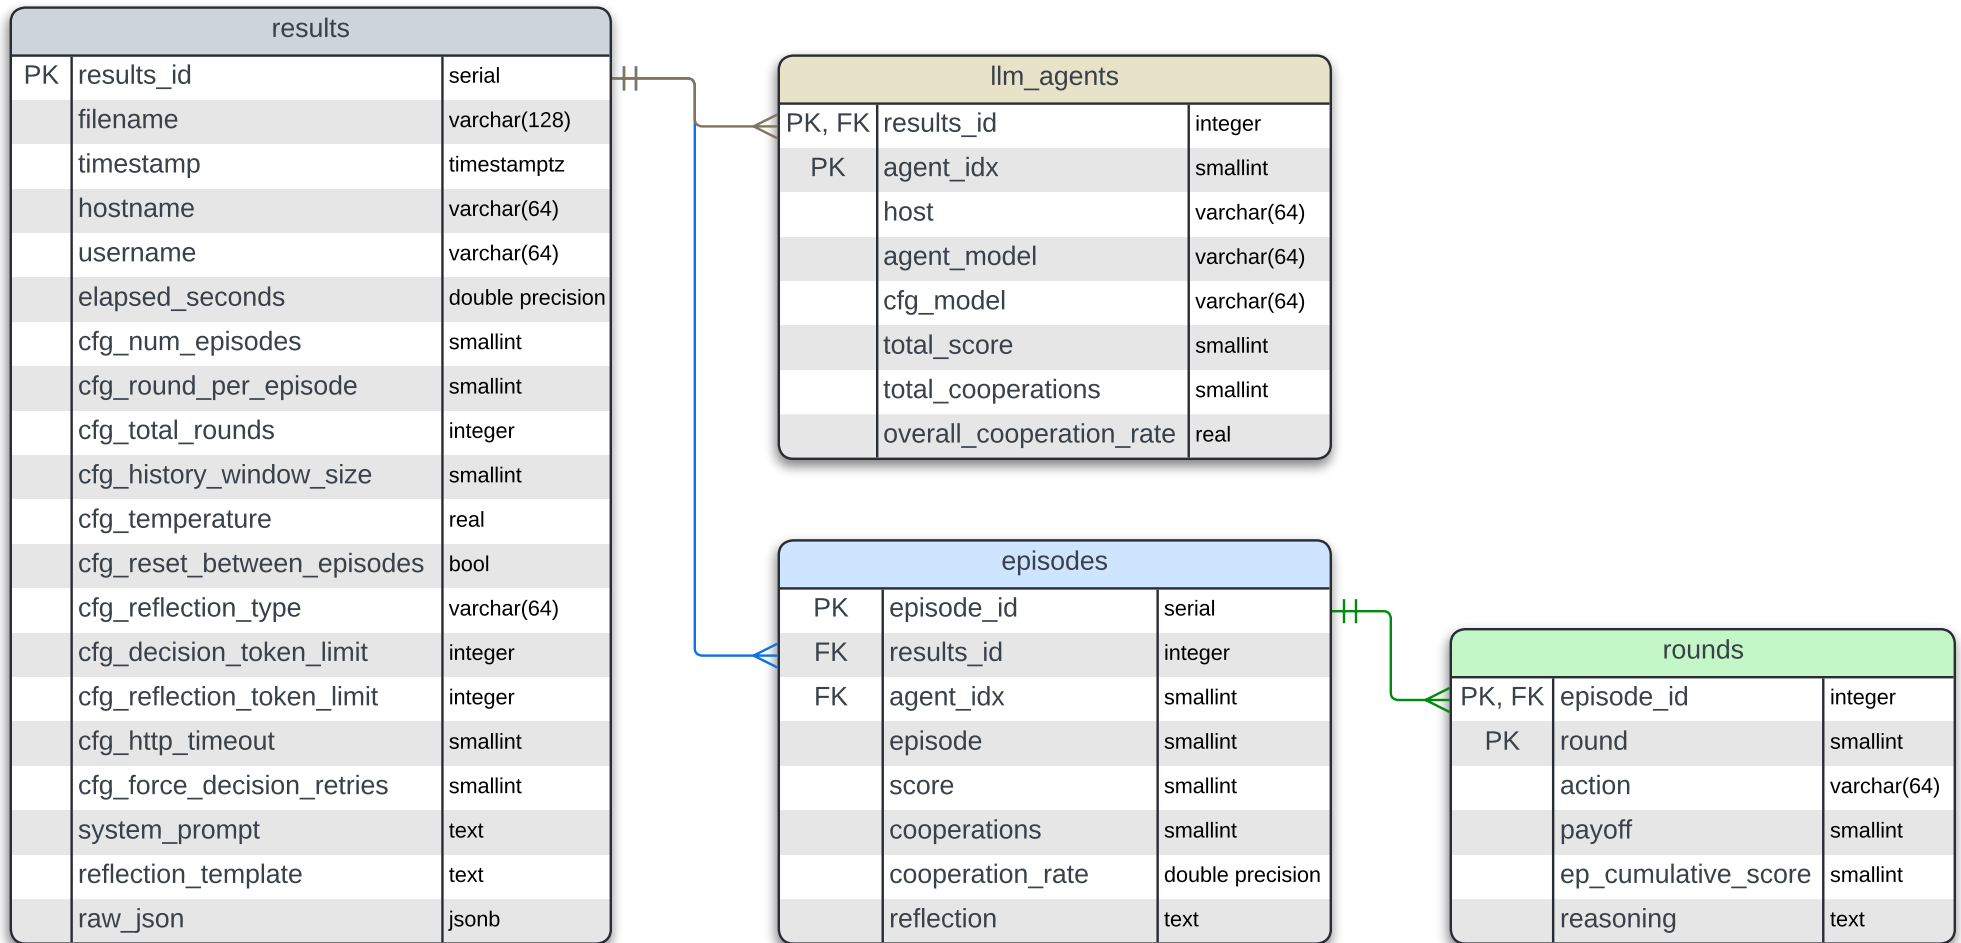 results
PK results_id serial
filename varchar(128)
timestamp timestamptz
hostname varchar(64)
username varchar(64)
elapsed_seconds double precision
cfg_num_episodes smallint
cfg_round_per_episode smallint
cfg_total_rounds integer
cfg_history_window_size smallint
cfg_temperature real
cfg_reset_between_episodes bool
cfg_reflection_type varchar(64)
cfg_decision_token_limit integer
cfg_reflection_token_limit integer
cfg_http_timeout smallint
cfg_force_decision_retries smallint
system_prompt text
reflection_template text
raw_json jsonb
llm_agents
PK, FK results_id integer
PK agent_idx smallint
host varchar(64)
agent_model varchar(64)
cfg_model varchar(64)
total_score smallint
total_cooperations smallint
overall_cooperation_rate real
episodes
PK episode_id serial
FK results_id integer
FK agent_idx smallint
episode smallint
score smallint
cooperations smallint
cooperation_rate double precision
reflection text
rounds
PK, FK episode_id integer
PK round smallint
action varchar(64)
payoff smallint
ep_cumulative_score smallint
reasoning text